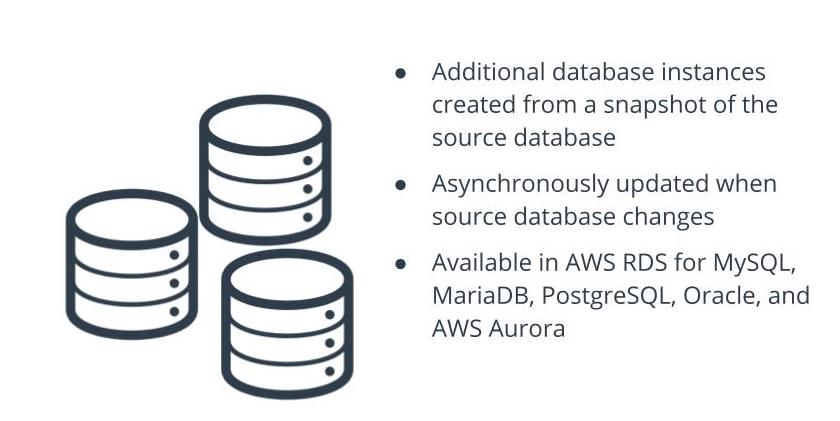 ● Additional database instances
created from a snapshot of the
source database
● Asynchronously updated when
source database changes
● Available in AWS RDS for MySQL,
MariaDB, PostgreSQL, Oracle, and
AWS Aurora